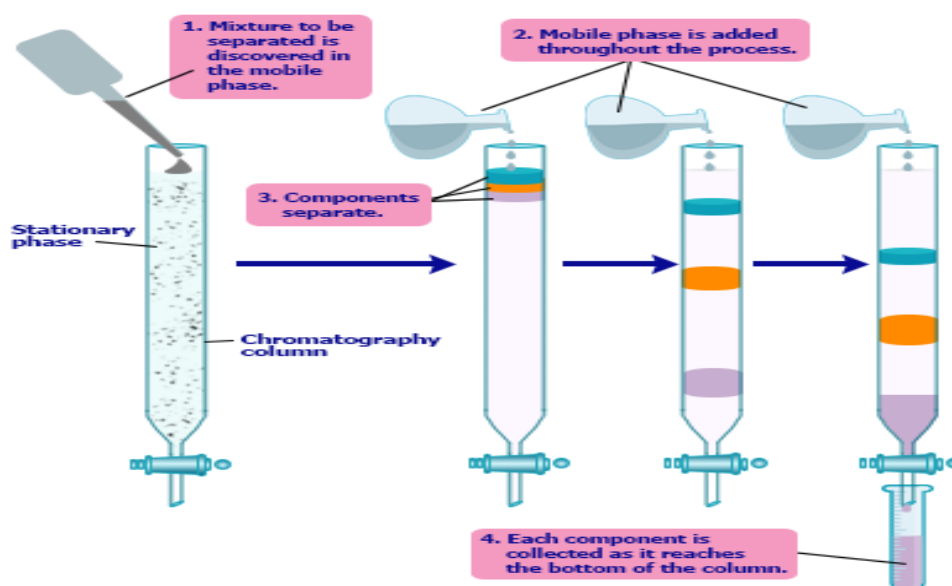 1. Mixture to be
separated is
discovered in
the mobile
phase.
2. Mobile phase is added
throughout the process.
3. Components
separate.
Stationary
phase
Chromatography
column
4. Each component is
collected as it reaches
the bottom of the column.